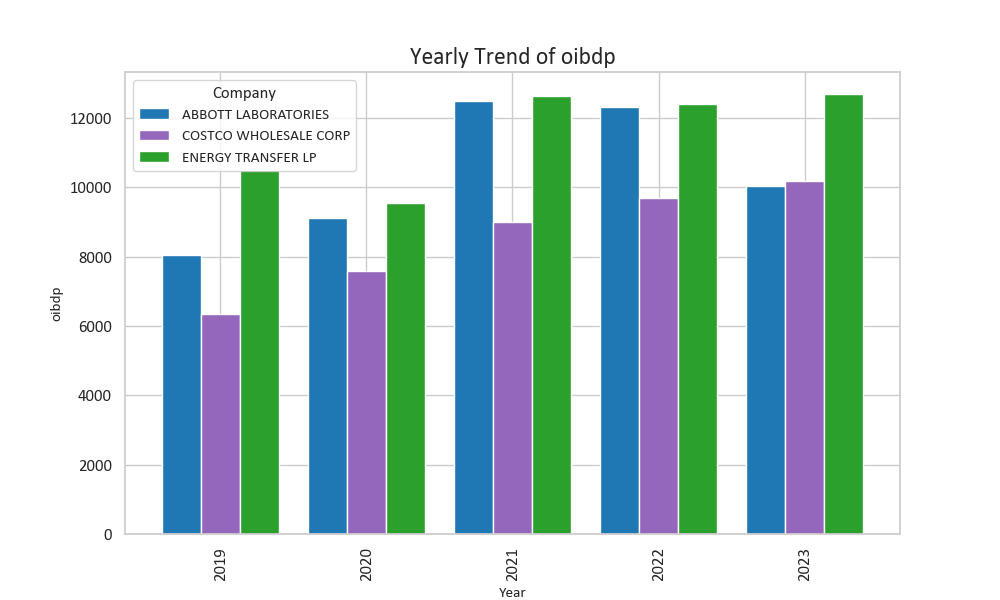 Yearly Trend of oibdp
Company
ABBOTT LABORATORIES
COSTCO WHOLESALE CORP
ENERGY TRANSFER LP
12000
10000
8000
6000
4000
2000
0
oibdp
2019
2020
2021
2022
2023
Year